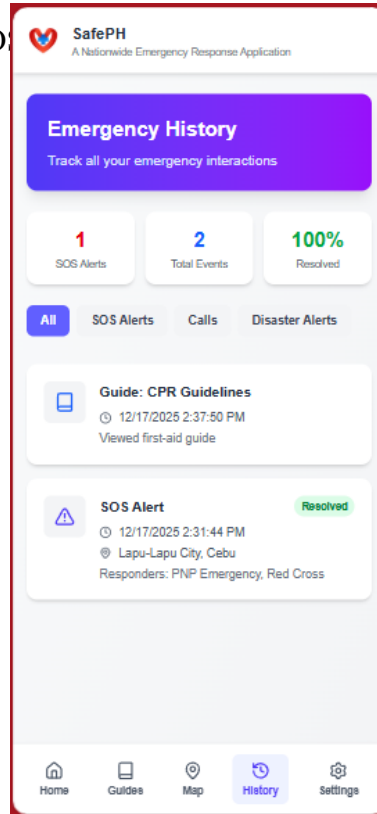 SafePH
A Nationwide Emergency Response Application
Emergency History
Track all your emergency interactions
1
SOS Alerts
2
Total Events
100%
Resolved
All
SOS Alerts
Calls
Disaster Alerts
Guide: CPR Guidelines
12/17/2025 2:37:50 PM
Viewed first-aid guide
SOS Alert
Resolved
12/17/2025 2:31:44 PM
Lapu-Lapu City, Cebu
Responders: PNP Emergency, Red Cross
Home
Guides
Map
History
Settings